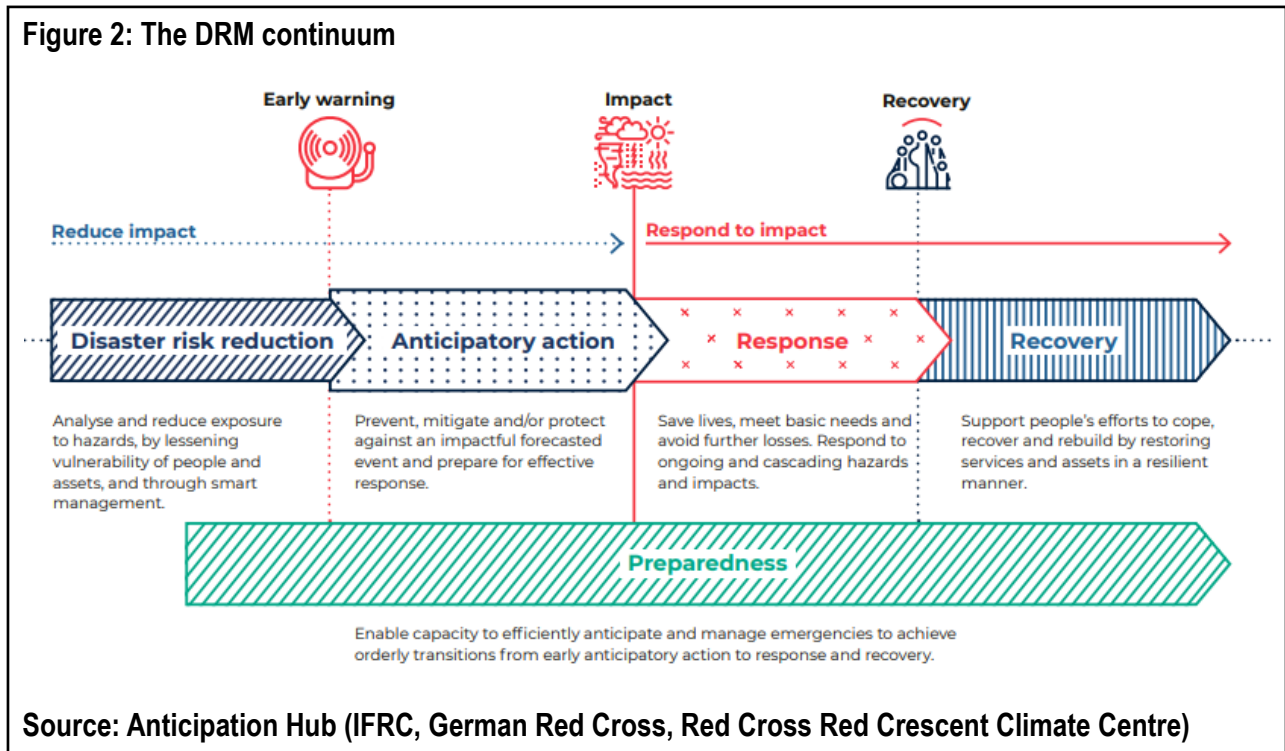 Figure 2: The DRM continuum
Early warning
Impact
Recovery
Reduce impact
Respond to impact
Disaster risk reduction
Anticipatory action
Response
Recovery
Analyse and reduce exposure
to hazards, by lessening
vulnerability of people and
assets, and through smart
management.
Prevent, mitigate and/or protect
against an impactful forecasted
event and prepare for effective
response.
Save lives, meet basic needs and
avoid further losses. Respond to
ongoing and cascading hazards
and impacts.
Support people's efforts to cope,
recover and rebuild by restoring
services and assets in a resilient
manner.
Preparedness
Enable capacity to efficiently anticipate and manage emergencies to achieve
orderly transitions from early anticipatory action to response and recovery.
Source: Anticipation Hub (IFRC, German Red Cross, Red Cross Red Crescent Climate Centre)